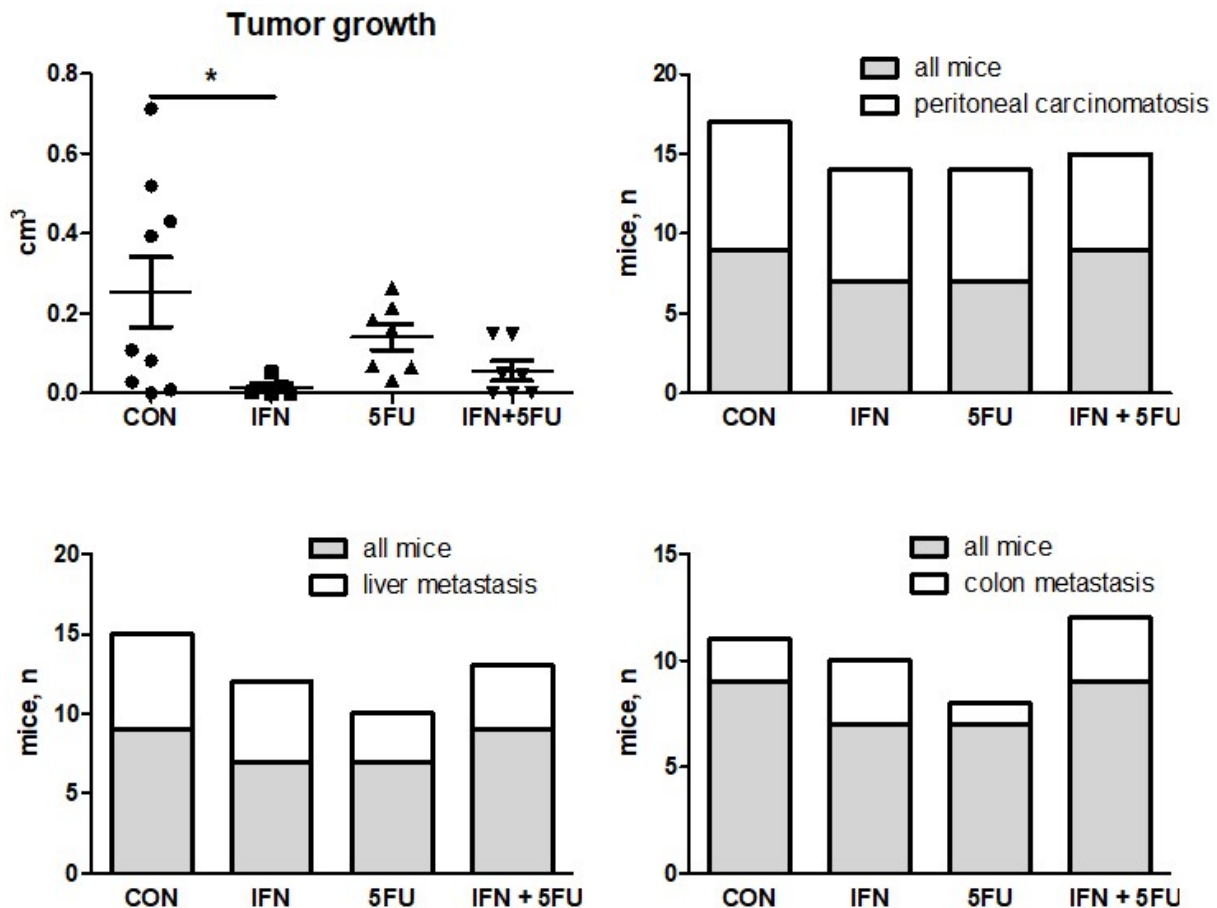 Tumor growth
*
0.8
0.6
0.4
0.2
0.0
cm³
CON IFN 5FU IFN+5FU
all mice
peritoneal carcinomatosis
20
15
10
5
0
mice, n
CON IFN 5FU IFN + 5FU
all mice
liver metastasis
20
15
10
5
0
mice, n
CON IFN 5FU IFN + 5FU
all mice
colon metastasis
15
10
5
0
mice, n
CON IFN 5FU IFN + 5FU